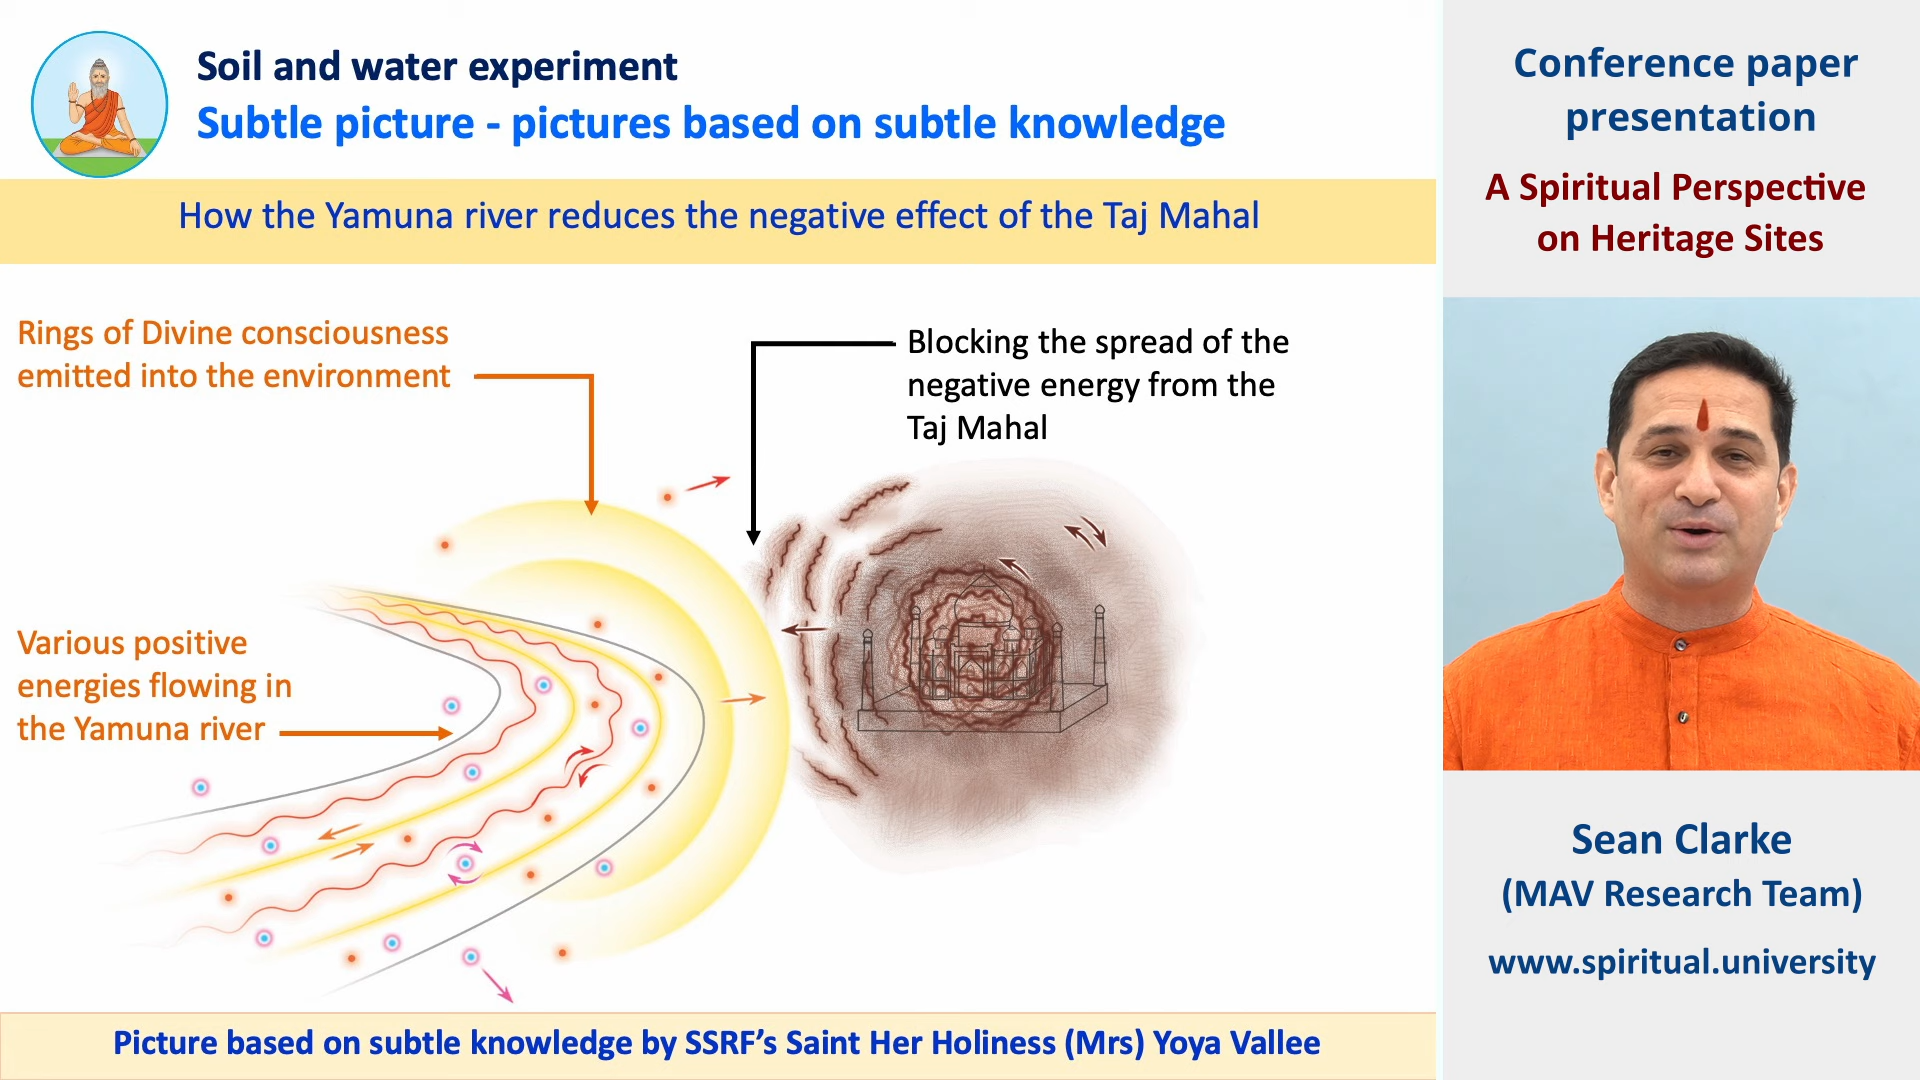 Soil and water experiment
Subtle picture - pictures based on subtle knowledge
How the Yamuna river reduces the negative effect of the Taj Mahal
Rings of Divine consciousness
emitted into the environment
Blocking the spread of the
negative energy from the
Taj Mahal
Various positive
energies flowing in
the Yamuna river
Picture based on subtle knowledge by SSRF’s Saint Her Holiness (Mrs) Yoya Vallee
Conference paper
presentation
A Spiritual Perspective
on Heritage Sites
Sean Clarke
(MAV Research Team)
www.spiritual.university